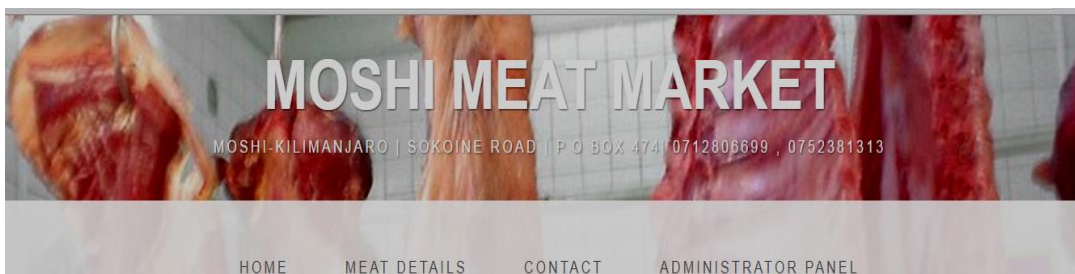 MOSHI MEAT MARKET
MOSHI-KILIMANJARO | SOKOINE ROAD | P O BOX 474| 0712806699 , 0752381313
HOME MEAT DETAILS CONTACT ADMINISTRATOR PANEL